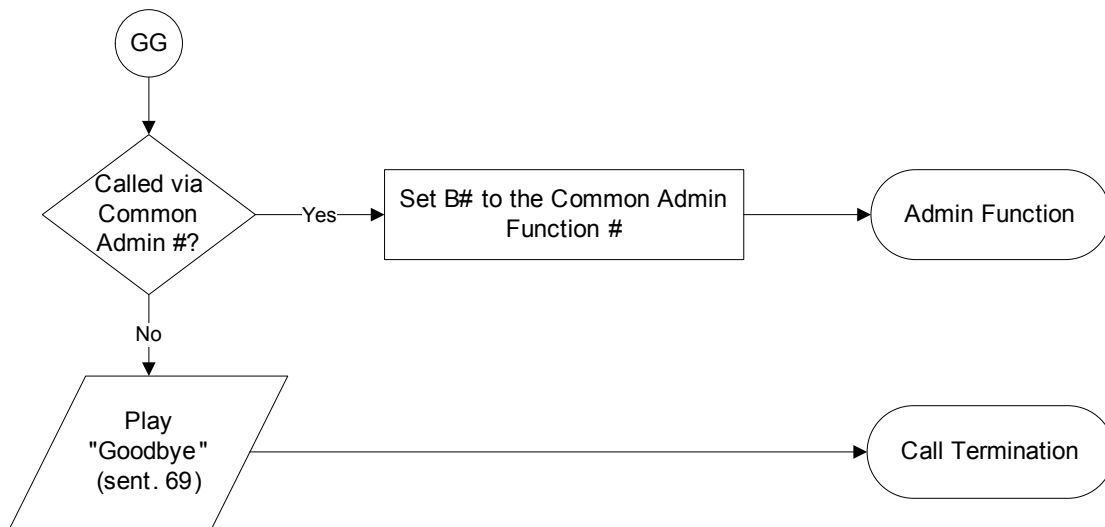 GG
Called via
Common
Admin #?
Yes
Set B# to the Common Admin
Function #
Admin Function
No
Play
"Goodbye"
(sent. 69)
Call Termination